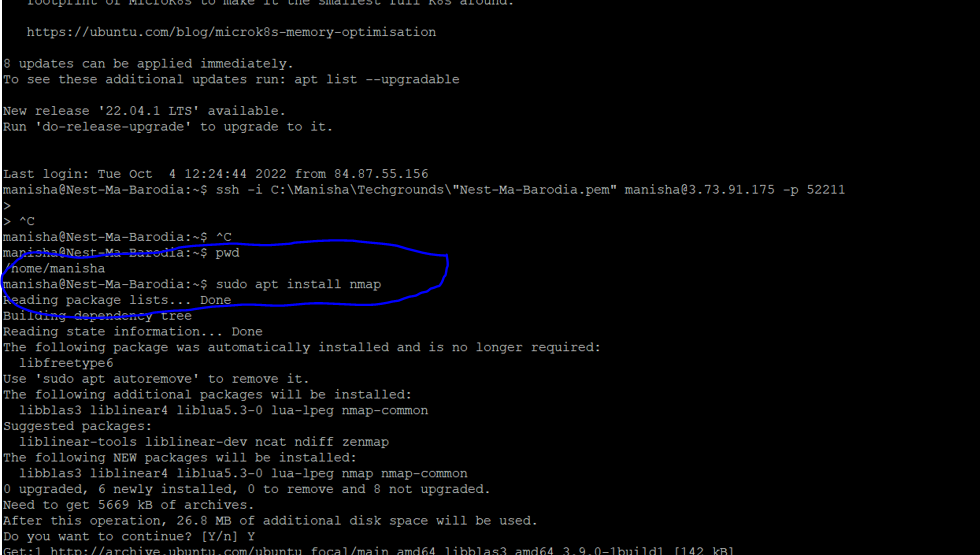 footprint of MicroK8s to make it the smallest full K8s around.
https://ubuntu.com/blog/microk8s-memory-optimisation
8 updates can be applied immediately.
To see these additional updates run: apt list --upgradable
New release '22.04.1 LTS' available.
Run 'do-release-upgrade' to upgrade to it.
Last login: Tue Oct  4 12:24:44 2022 from 84.87.55.156
manisha@Nest-Ma-Barodia:~$ ssh -i C:\Manisha\Techgrounds\"Nest-Ma-Barodia.pem" manisha@3.73.91.175 -p 52211
>
> ^C
manisha@Nest-Ma-Barodia:~$ ^C
manisha@Nest-Ma-Barodia:~$ pwd
/home/manisha
manisha@Nest-Ma-Barodia:~$ sudo apt install nmap
Reading package lists... Done
Building dependency tree
Reading state information... Done
The following package was automatically installed and is no longer required:
libfreetype6
Use 'sudo apt autoremove' to remove it.
The following additional packages will be installed:
libblas3 liblinear4 liblua5.3-0 lua-lpeg nmap-common
Suggested packages:
liblinear-tools liblinear-dev ncat ndiff zenmap
The following NEW packages will be installed:
libblas3 liblinear4 liblua5.3-0 lua-lpeg nmap nmap-common
0 upgraded, 6 newly installed, 0 to remove and 8 not upgraded.
Need to get 5669 kB of archives.
After this operation, 26.8 MB of additional disk space will be used.
Do you want to continue? [Y/n] Y
Get:1 http://archive.ubuntu.com/ubuntu focal/main amd64 libblas3 amd64 3.9.0-1build1 [142 kB]